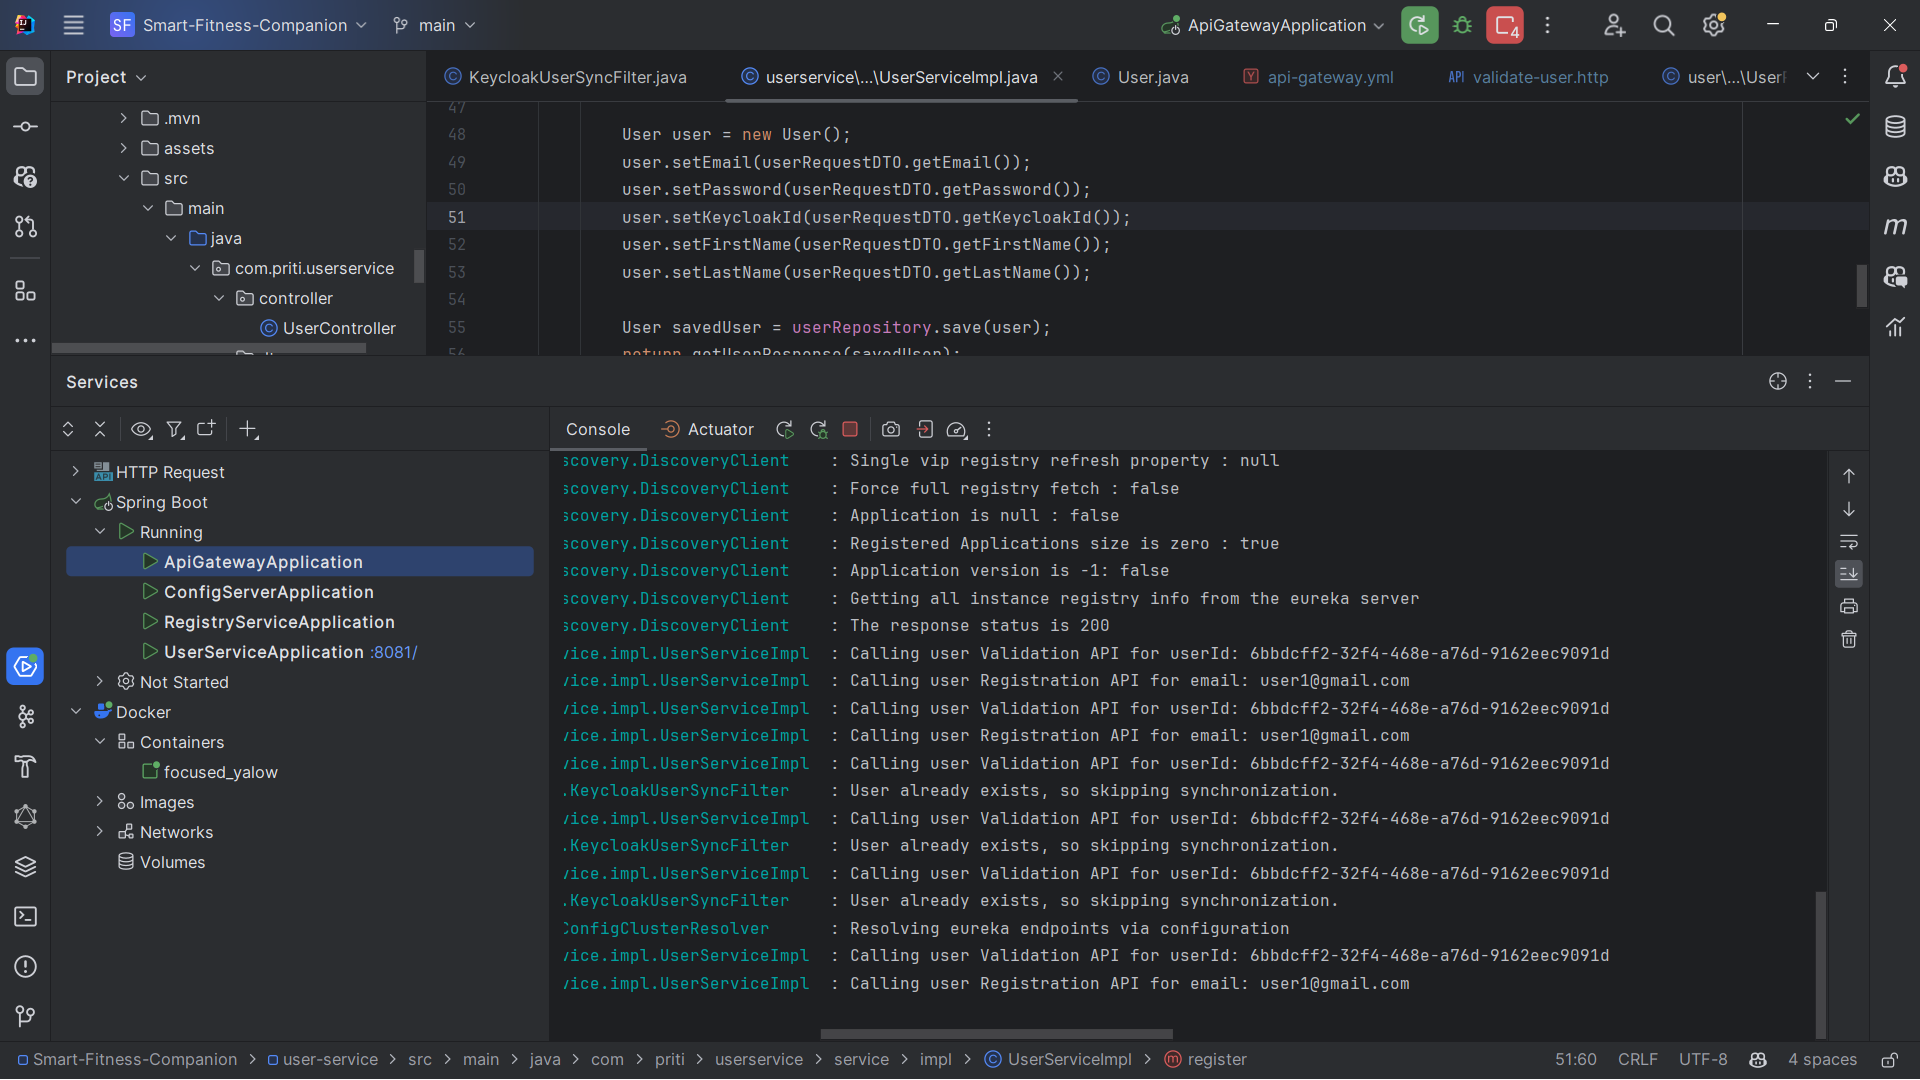 SF Smart-Fitness-Companion main ApiGatewayApplication 4
Project
.mvn
assets
src
main
java
com.priti.userservice
controller
UserController
KeycloakUserSyncFilter.java userservice\...\UserServiceImpl.java User.java api-gateway.yml API validate-user.http
47
48 User user = new User();
49 user.setEmail(userRequestDTO.getEmail());
50 user.setPassword(userRequestDTO.getPassword());
51 user.setKeycloakId(userRequestDTO.getKeycloakId());
52 user.setFirstName(userRequestDTO.getFirstName());
53 user.setLastName(userRequestDTO.getLastName());
54
55 User savedUser = userRepository.save(user);
56 return getUserResponse(savedUser);
Services
HTTP Request
Spring Boot
Running
ApiGatewayApplication
ConfigServerApplication
RegistryServiceApplication
UserServiceApplication :8081/
Not Started
Docker
Containers
focused_yalow
Images
Networks
Volumes
Console Actuator
scovery.DiscoveryClient : Single vip registry refresh property : null
scovery.DiscoveryClient : Force full registry fetch : false
scovery.DiscoveryClient : Application is null : false
scovery.DiscoveryClient : Registered Applications size is zero : true
scovery.DiscoveryClient : Application version is -1: false
scovery.DiscoveryClient : Getting all instance registry info from the eureka server
scovery.DiscoveryClient : The response status is 200
vice.impl.UserServiceImpl : Calling user Validation API for userId: 6bbdcff2-32f4-468e-a76d-9162eec9091d
vice.impl.UserServiceImpl : Calling user Registration API for email: user1@gmail.com
vice.impl.UserServiceImpl : Calling user Validation API for userId: 6bbdcff2-32f4-468e-a76d-9162eec9091d
vice.impl.UserServiceImpl : Calling user Registration API for email: user1@gmail.com
vice.impl.UserServiceImpl : Calling user Validation API for userId: 6bbdcff2-32f4-468e-a76d-9162eec9091d
.KeycloakUserSyncFilter : User already exists, so skipping synchronization.
vice.impl.UserServiceImpl : Calling user Validation API for userId: 6bbdcff2-32f4-468e-a76d-9162eec9091d
.KeycloakUserSyncFilter : User already exists, so skipping synchronization.
vice.impl.UserServiceImpl : Calling user Validation API for userId: 6bbdcff2-32f4-468e-a76d-9162eec9091d
.KeycloakUserSyncFilter : User already exists, so skipping synchronization.
ConfigClusterResolver : Resolving eureka endpoints via configuration
vice.impl.UserServiceImpl : Calling user Validation API for userId: 6bbdcff2-32f4-468e-a76d-9162eec9091d
vice.impl.UserServiceImpl : Calling user Registration API for email: user1@gmail.com
Smart-Fitness-Companion > user-service > src > main > java > com > priti > userservice > service > impl > UserServiceImpl > register 51:60 CRLF UTF-8 4 spaces